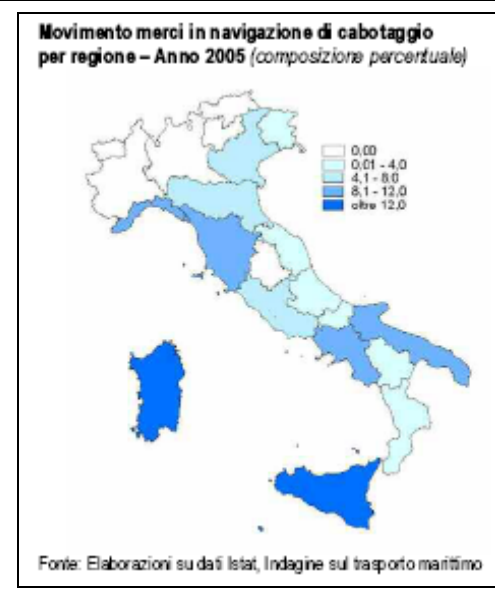 Movimento merci in navigazione di cabotaggio
per regione – Anno 2005 (composizione percentuale)
0,00
0,01 - 4,0
4,1 - 8,0
8,1 - 12,0
oltre 12,0
Fonte: Elaborazioni su dati Istat, Indagine sul trasporto marittimo